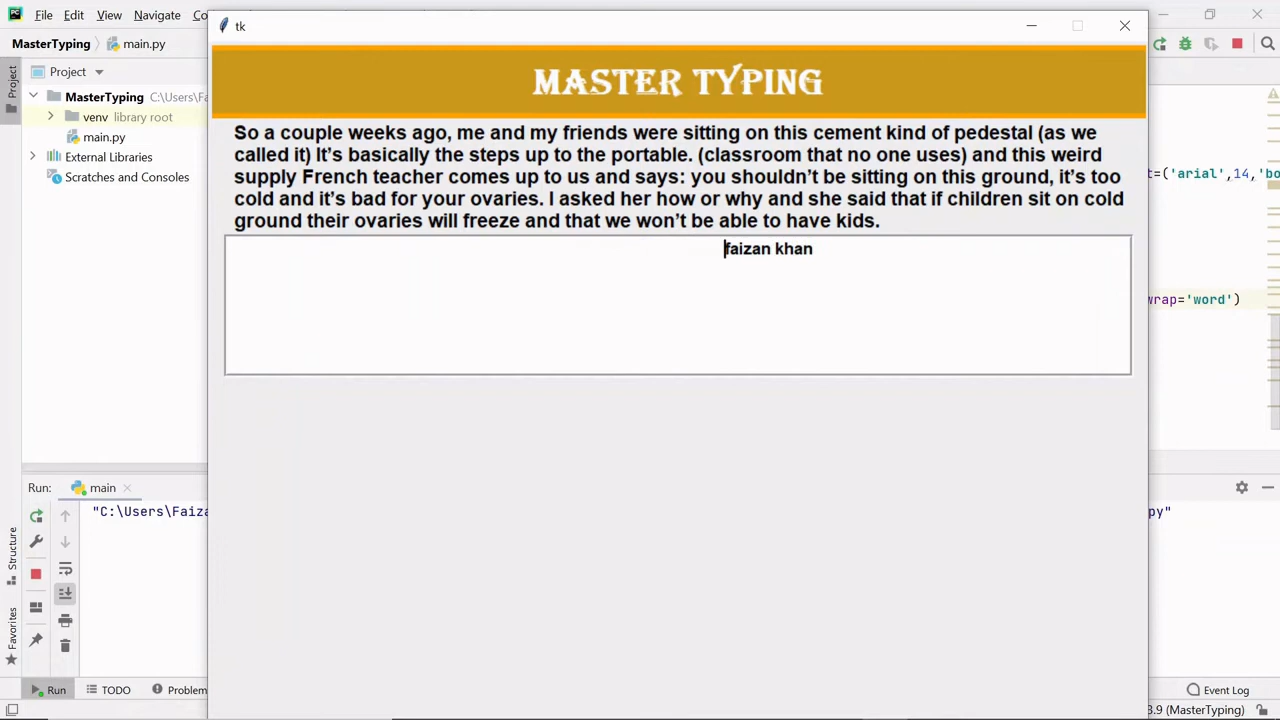 File Edit View Navigate Co
tk
MasterTyping main.py
Project
MasterTyping C:\Users\Fa
venv library root
main.py
External Libraries
Scratches and Consoles
MASTER TYPING
So a couple weeks ago, me and my friends were sitting on this cement kind of pedestal (as we
called it) It’s basically the steps up to the portable. (classroom that no one uses) and this weird
supply French teacher comes up to us and says: you shouldn’t be sitting on this ground, it’s too
cold and it’s bad for your ovaries. I asked her how or why and she said that if children sit on cold
ground their ovaries will freeze and that we won’t be able to have kids.
faizan khan
t=('arial',14,'bo
wrap='word')
Project
Structure
Favorites
Run: main
"C:\Users\Faiza
py"
Run TODO Problem
Event Log
3.9 (MasterTyping)